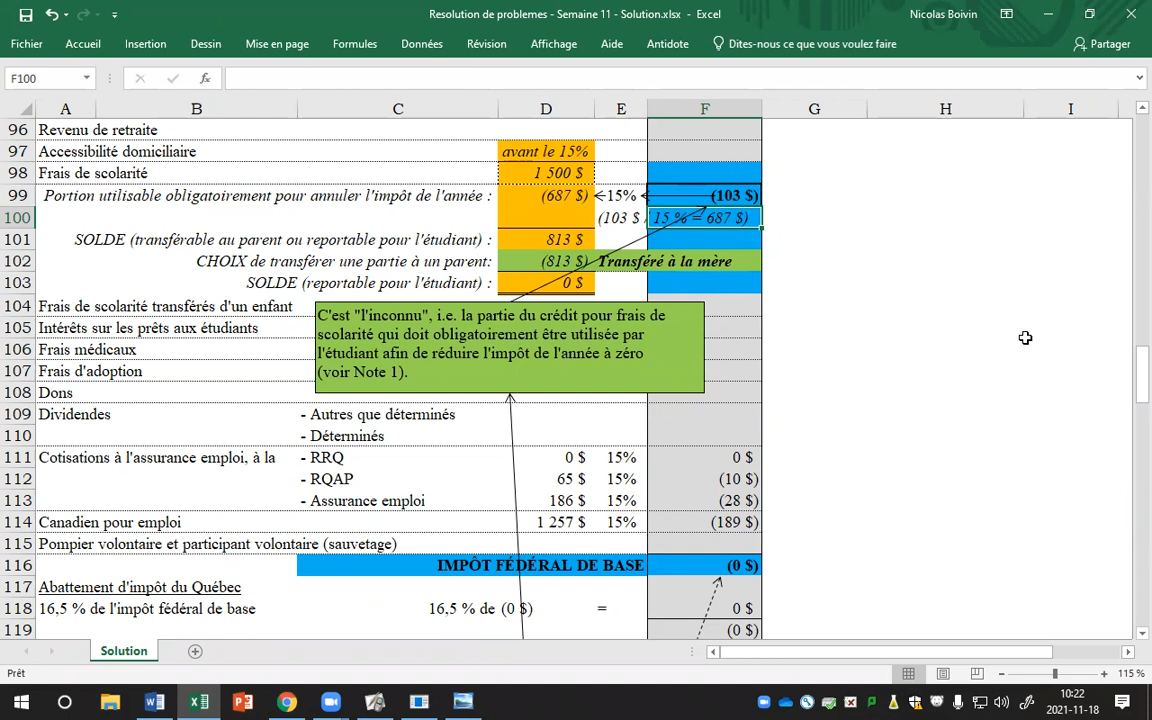 Resolution de problemes - Semaine 11 - Solution.xlsx - Excel
Nicolas Boivin
Fichier Accueil Insertion Dessin Mise en page Formules Données Révision Affichage Aide Antidote Dites-nous ce que vous voulez faire Partager
F100 fx
A B C D E F G H I
96 Revenu de retraite
97 Accessibilité domiciliaire avant le 15%
98 Frais de scolarité 1 500 $
99 Portion utilisable obligatoirement pour annuler l'impôt de l'année : (687 $) 15% (103 $)
100 (103 $ / 15 % = 687 $)
101 SOLDE (transférable au parent ou reportable pour l'étudiant) : 813 $
102 CHOIX de transférer une partie à un parent: (813 $) Transféré à la mère
103 SOLDE (reportable pour l'étudiant) : 0 $
104 Frais de scolarité transférés d'un enfant
105 Intérêts sur les prêts aux étudiants
106 Frais médicaux
107 Frais d'adoption
108 Dons
C'est "l'inconnu", i.e. la partie du crédit pour frais de
scolarité qui doit obligatoirement être utilisée par
l'étudiant afin de réduire l'impôt de l'année à zéro
(voir Note 1).
109 Dividendes - Autres que déterminés
110 - Déterminés
111 Cotisations à l'assurance emploi, à la - RRQ 0 $ 15% 0 $
112 - RQAP 65 $ 15% (10 $)
113 - Assurance emploi 186 $ 15% (28 $)
114 Canadien pour emploi 1 257 $ 15% (189 $)
115 Pompier volontaire et participant volontaire (sauvetage)
116 IMPÔT FÉDÉRAL DE BASE (0 $)
117 Abattement d'impôt du Québec
118 16,5 % de l'impôt fédéral de base 16,5 % de (0 $) = 0 $
119 (0 $)
Solution
Prêt 115 %
10:22
2021-11-18